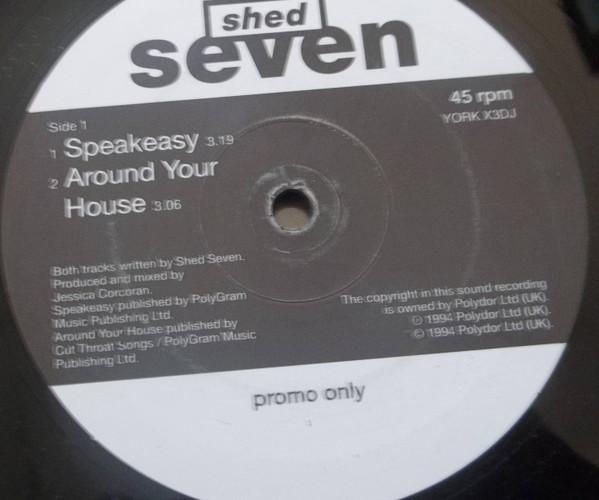 shed
seven
45 rpm
YORK X3DJ
Side 1
1 Speakeasy 3.19
2 Around Your
House 3.06
Both tracks written by Shed Seven.
Produced and mixed by
Jessica Corcoran.
Speakeasy published by PolyGram
Music Publishing Ltd.
Around Your House published by
Cut Throat Songs / PolyGram Music
Publishing Ltd.
The copyright in this sound recording
is owned by Polydor Ltd (UK).
℗ 1994 Polydor Ltd (UK).
© 1994 Polydor Ltd (UK).
promo only